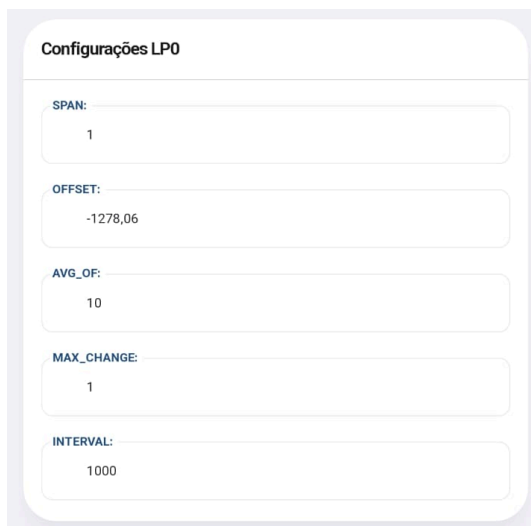 Configurações LP0
SPAN:
1
OFFSET:
-1278,06
AVG_OF:
10
MAX_CHANGE:
1
INTERVAL:
1000